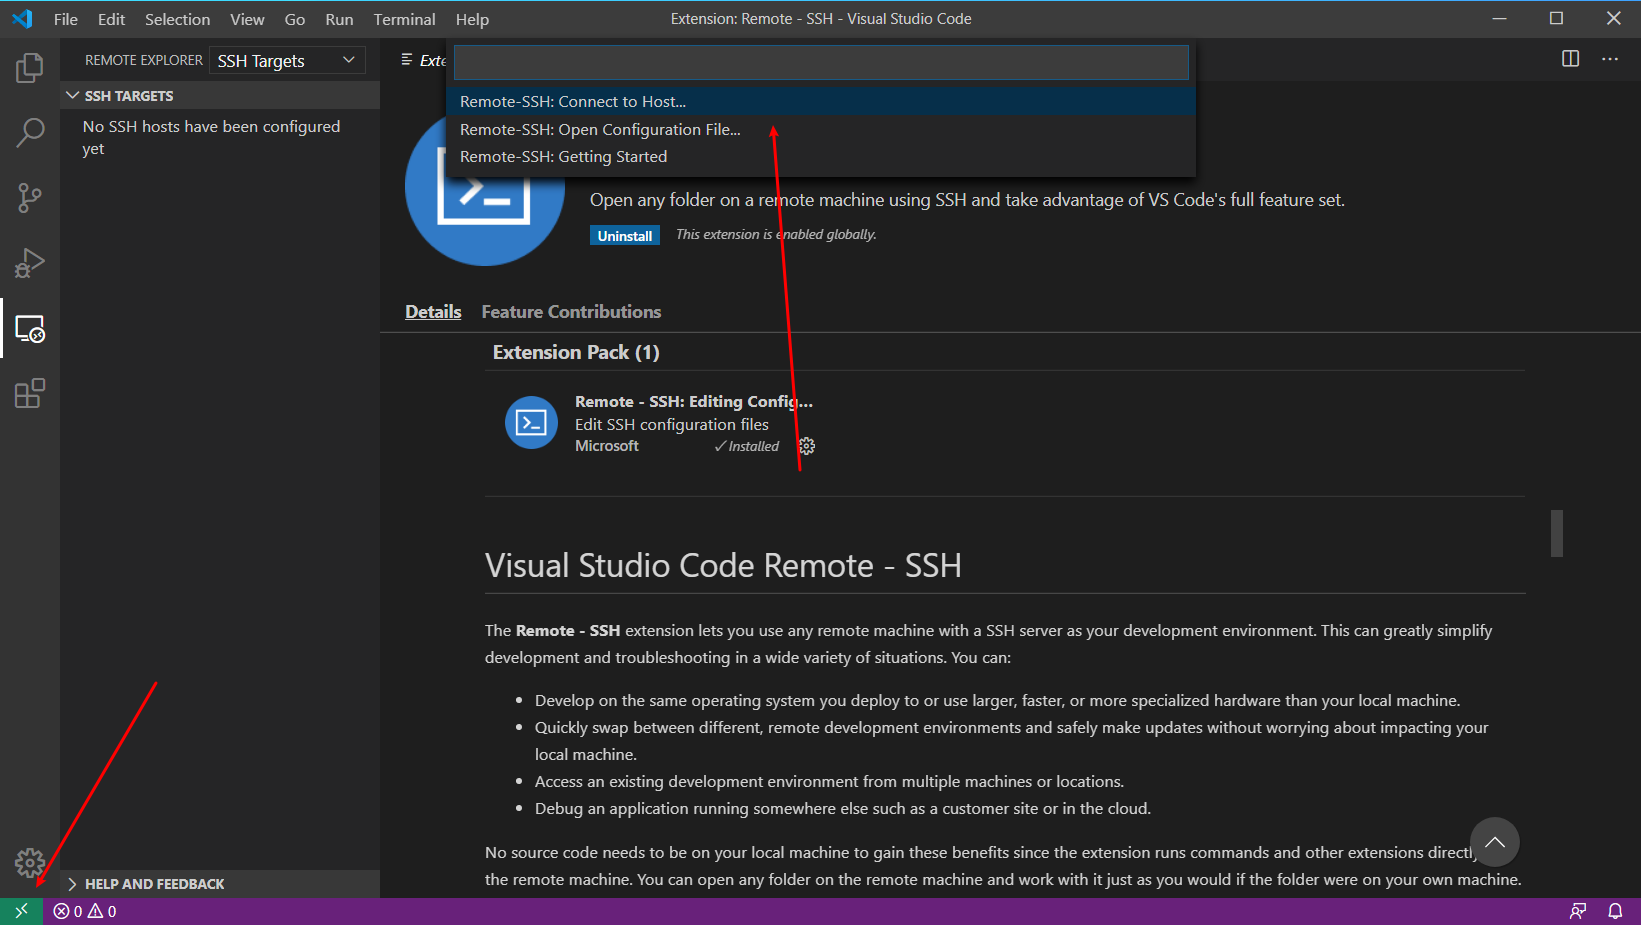 File Edit Selection View Go Run Terminal Help
Extension: Remote - SSH - Visual Studio Code
REMOTE EXPLORER
SSH Targets
SSH TARGETS
No SSH hosts have been configured
yet
Exte
Remote-SSH: Connect to Host...
Remote-SSH: Open Configuration File...
Remote-SSH: Getting Started
Open any folder on a remote machine using SSH and take advantage of VS Code's full feature set.
Uninstall
This extension is enabled globally.
Details
Feature Contributions
Extension Pack (1)
Remote - SSH: Editing Config...
Edit SSH configuration files
Microsoft
✓ Installed
Visual Studio Code Remote - SSH
The Remote - SSH extension lets you use any remote machine with a SSH server as your development environment. This can greatly simplify
development and troubleshooting in a wide variety of situations. You can:
• Develop on the same operating system you deploy to or use larger, faster, or more specialized hardware than your local machine.
• Quickly swap between different, remote development environments and safely make updates without worrying about impacting your
local machine.
• Access an existing development environment from multiple machines or locations.
• Debug an application running somewhere else such as a customer site or in the cloud.
No source code needs to be on your local machine to gain these benefits since the extension runs commands and other extensions directly
the remote machine. You can open any folder on the remote machine and work with it just as you would if the folder were on your own machine.
HELP AND FEEDBACK
0 0